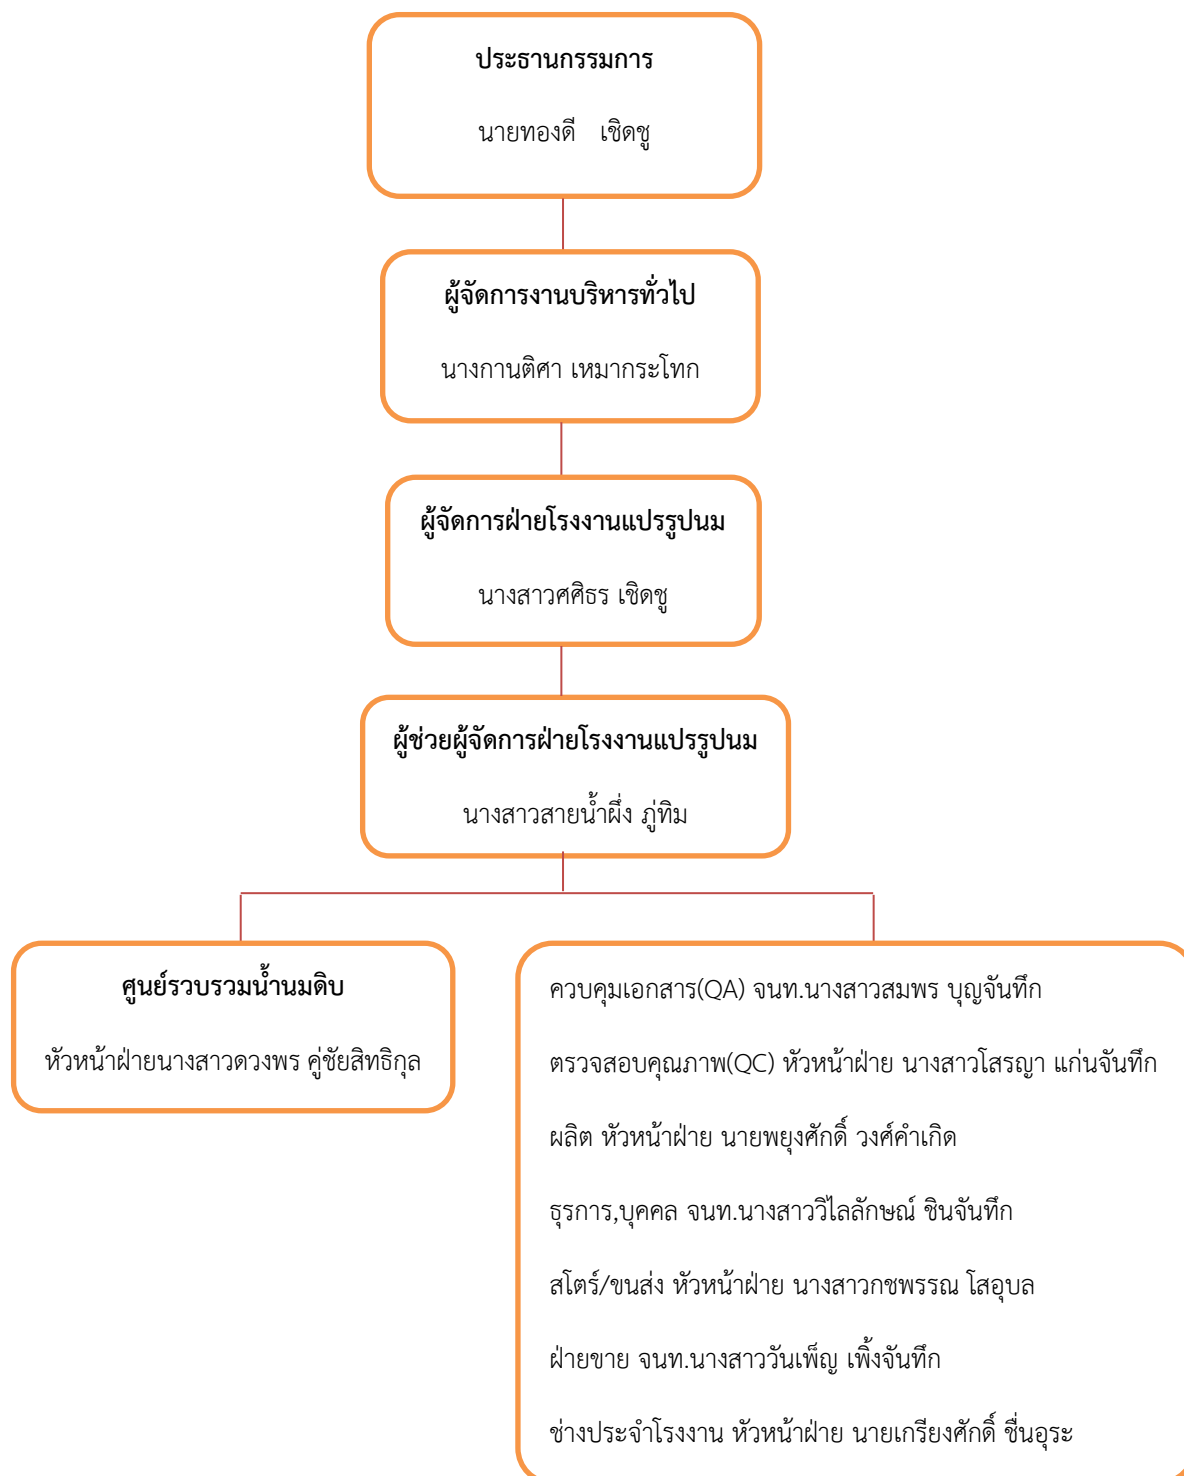 ประธานกรรมการ
นายทองดี เชิดชู
ผู้จัดการงานบริหารทั่วไป
นางกานติศา เหมากระโทก
ผู้จัดการฝ่ายโรงงานแปรรูปนม
นางสาวศศิธร เชิดชู
ผู้ช่วยผู้จัดการฝ่ายโรงงานแปรรูปนม
นางสาวสายน้ำผึ่ง ภู่ทิม
ศูนย์รวบรวมน้ำนมดิบ
หัวหน้าฝ่ายนางสาวดวงพร คู่ชัยสิทธิกุล
ควบคุมเอกสาร(QA) จนท.นางสาวสมพร บุญจันทึก
ตรวจสอบคุณภาพ(QC) หัวหน้าฝ่าย นางสาวโสรญา แก่นจันทึก
ผลิต หัวหน้าฝ่าย นายพยุงศักดิ์ วงศ์คำเกิด
ธุรการ,บุคคล จนท.นางสาววิไลลักษณ์ ชินจันทึก
สโตร์/ขนส่ง หัวหน้าฝ่าย นางสาวกชพรรณ โสอุบล
ฝ่ายขาย จนท.นางสาววันเพ็ญ เพิ้งจันทึก
ช่างประจำโรงงาน หัวหน้าฝ่าย นายเกรียงศักดิ์ ชื่นอุระ